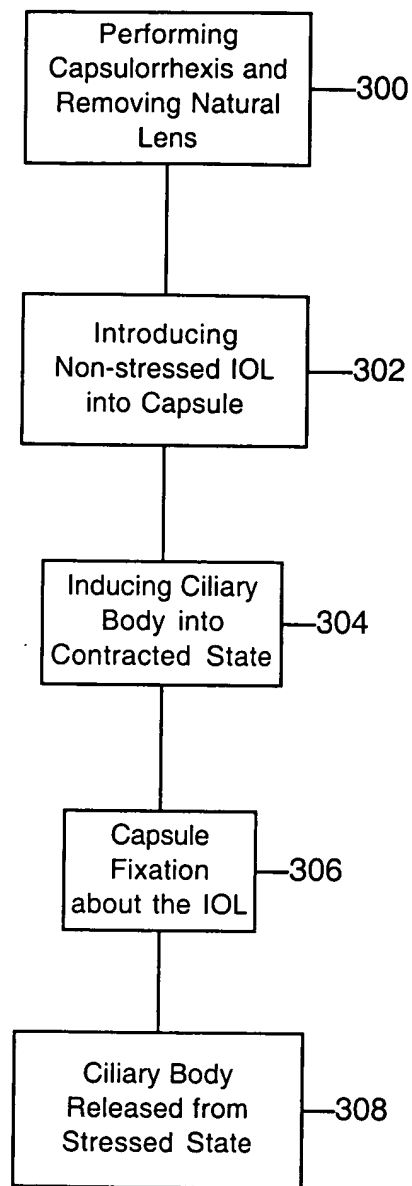 Performing
Capsulorrhexis and
Removing Natural
Lens
300
Introducing
Non-stressed IOL
into Capsule
302
Inducing Ciliary
Body into
Contracted State
304
Capsule
Fixation
about the IOL
306
Ciliary Body
Released from
Stressed State
308